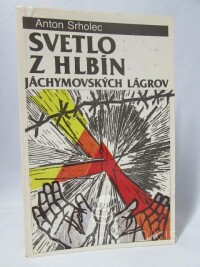 Anton Srholec
SVETLO
Z HLBÍN
JÁCHYMOVSKÝCH LÁGROV